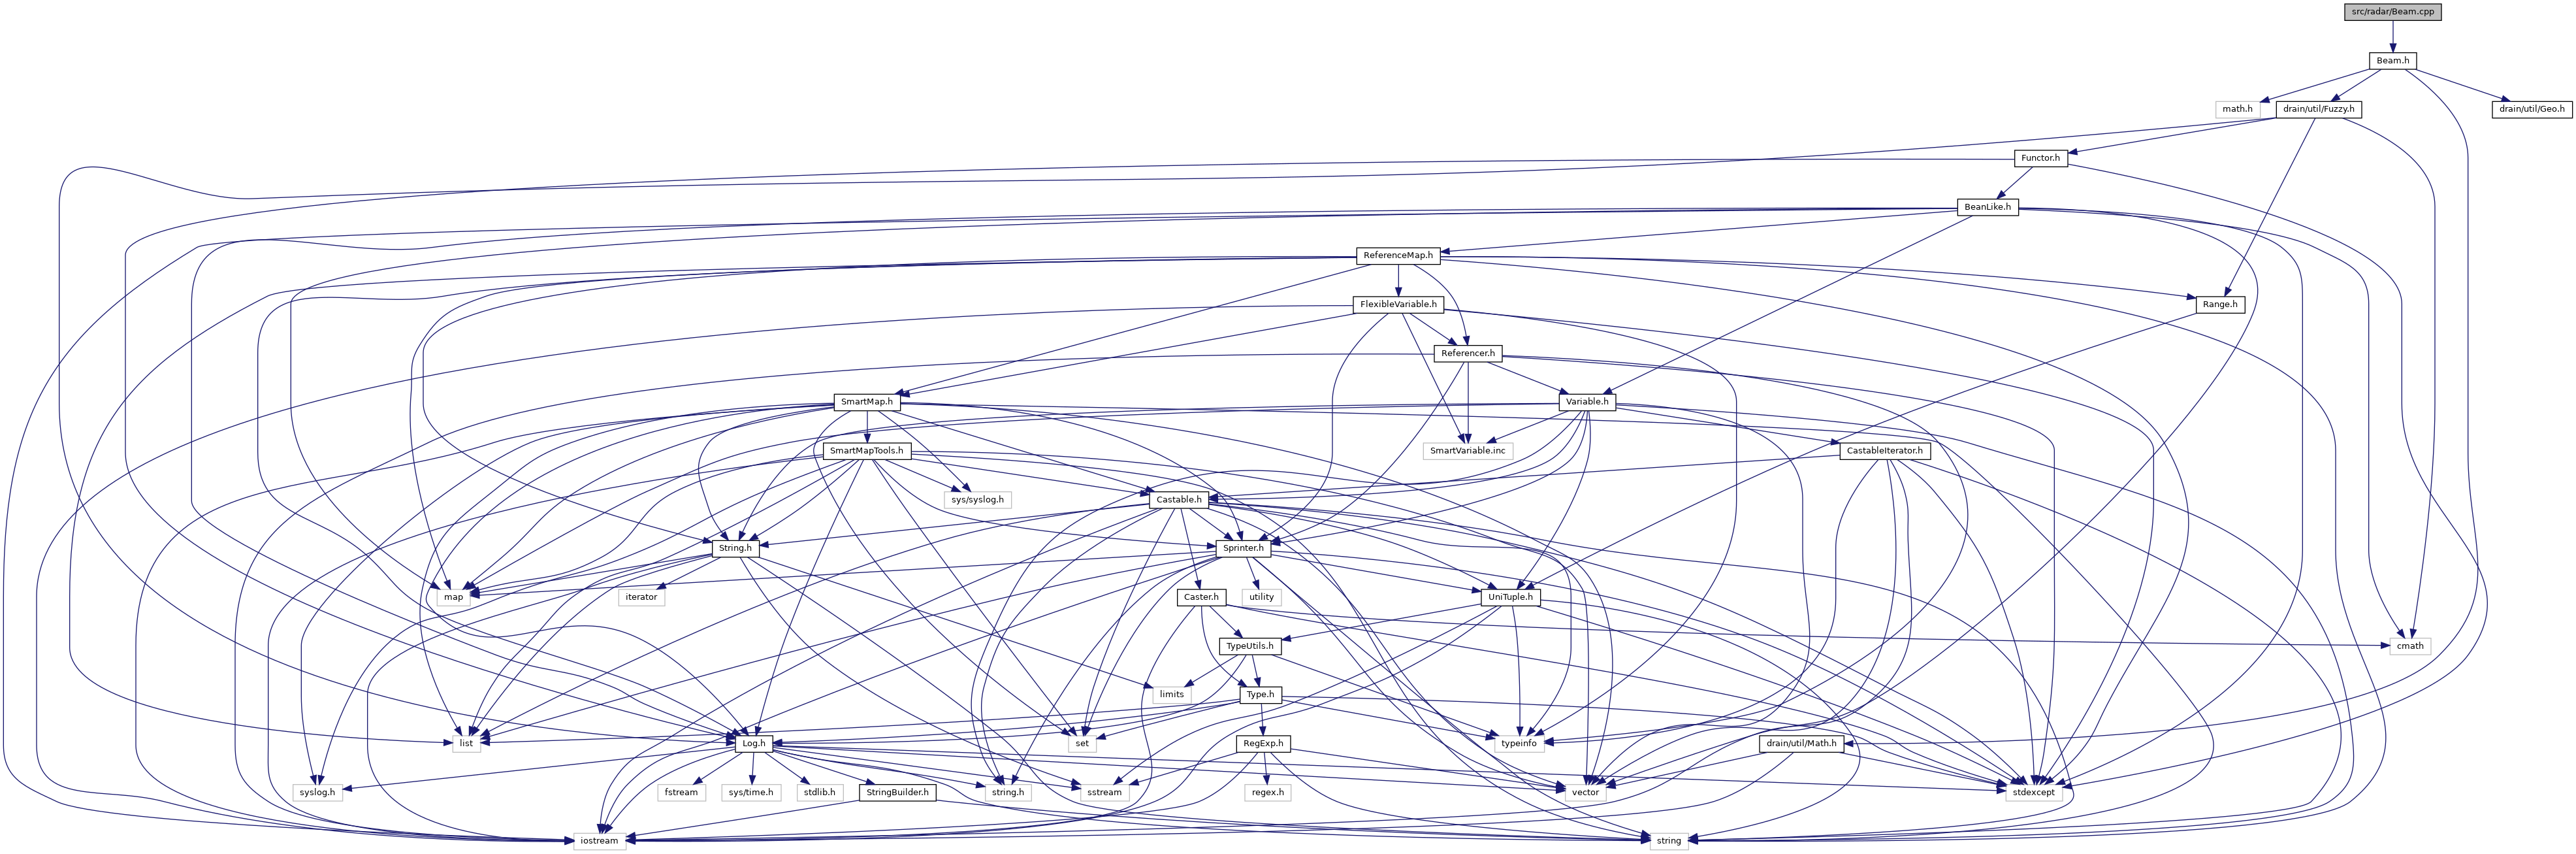 src/radar/Beam.cpp
Beam.h
math.h
drain/util/Fuzzy.h
drain/util/Geo.h
Functor.h
BeanLike.h
ReferenceMap.h
FlexibleVariable.h
Range.h
Referencer.h
SmartMap.h
Variable.h
SmartMapTools.h
SmartVariable.inc
CastableIterator.h
sys/syslog.h
Castable.h
String.h
Sprinter.h
map
iterator
Caster.h
utility
UniTuple.h
TypeUtils.h
cmath
limits
Type.h
list
Log.h
set
RegExp.h
typeinfo
drain/util/Math.h
syslog.h
fstream
sys/time.h
stdlib.h
StringBuilder.h
string.h
sstream
regex.h
vector
stdexcept
iostream
string